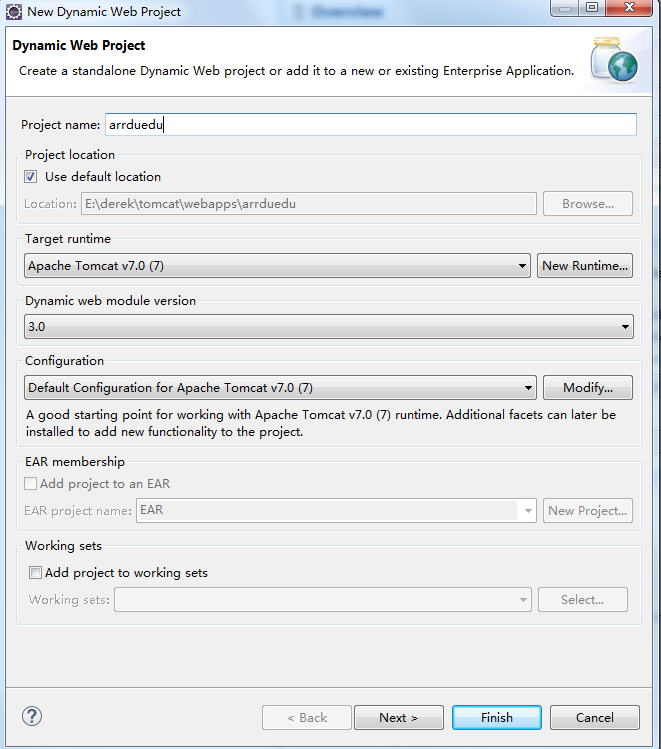 New Dynamic Web Project
Overview
Dynamic Web Project
Create a standalone Dynamic Web project or add it to a new or existing Enterprise Application.
Project name: arrduedu
Project location
Use default location
Location: E:\derek\tomcat\webapps\arrduedu Browse...
Target runtime
Apache Tomcat v7.0 (7) New Runtime...
Dynamic web module version
3.0
Configuration
Default Configuration for Apache Tomcat v7.0 (7) Modify...
A good starting point for working with Apache Tomcat v7.0 (7) runtime. Additional facets can later be
installed to add new functionality to the project.
EAR membership
Add project to an EAR
EAR project name: EAR New Project...
Working sets
Add project to working sets
Working sets: Select...
? < Back Next > Finish Cancel